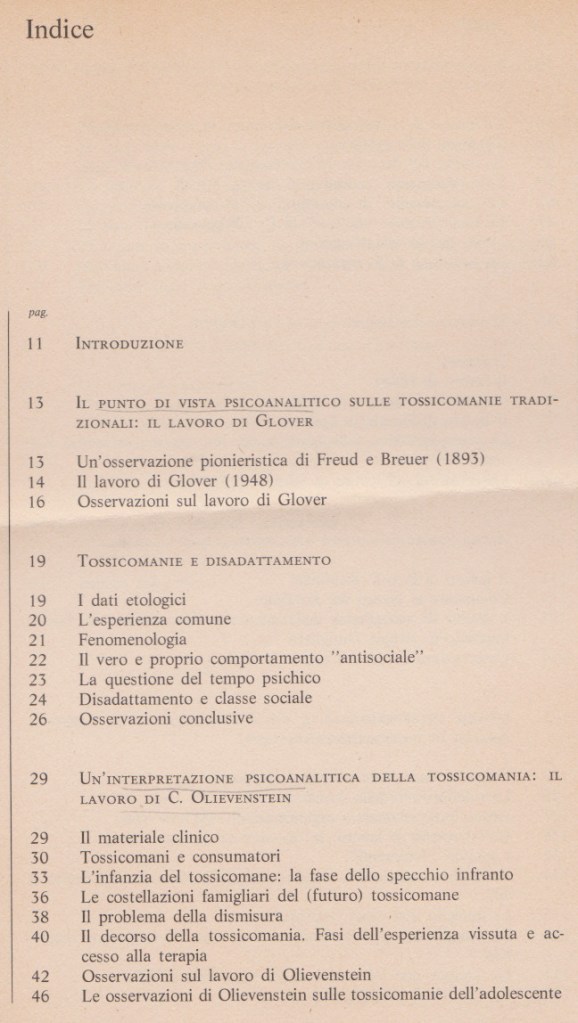 Indice
pag.
11 INTRODUZIONE
13 IL PUNTO DI VISTA PSICOANALITICO SULLE TOSSICOMANIE TRADI-
ZIONALI: IL LAVORO DI GLOVER
13 Un'osservazione pionieristica di Freud e Breuer (1893)
14 Il lavoro di Glover (1948)
16 Osservazioni sul lavoro di Glover
19 TOSSICOMANIE E DISADATTAMENTO
19 I dati etologici
20 L'esperienza comune
21 Fenomenologia
22 Il vero e proprio comportamento "antisociale"
23 La questione del tempo psichico
24 Disadattamento e classe sociale
26 Osservazioni conclusive
29 UN'INTERPRETAZIONE PSICOANALITICA DELLA TOSSICOMANIA: IL
LAVORO DI C. OLIEVENSTEIN
29 Il materiale clinico
30 Tossicomani e consumatori
33 L'infanzia del tossicomane: la fase dello specchio infranto
36 Le costellazioni famigliari del (futuro) tossicomane
38 Il problema della dismisura
40 Il decorso della tossicomania. Fasi dell'esperienza vissuta e ac-
cesso alla terapia
42 Osservazioni sul lavoro di Olievenstein
46 Le osservazioni di Olievenstein sulle tossicomanie dell'adolescente